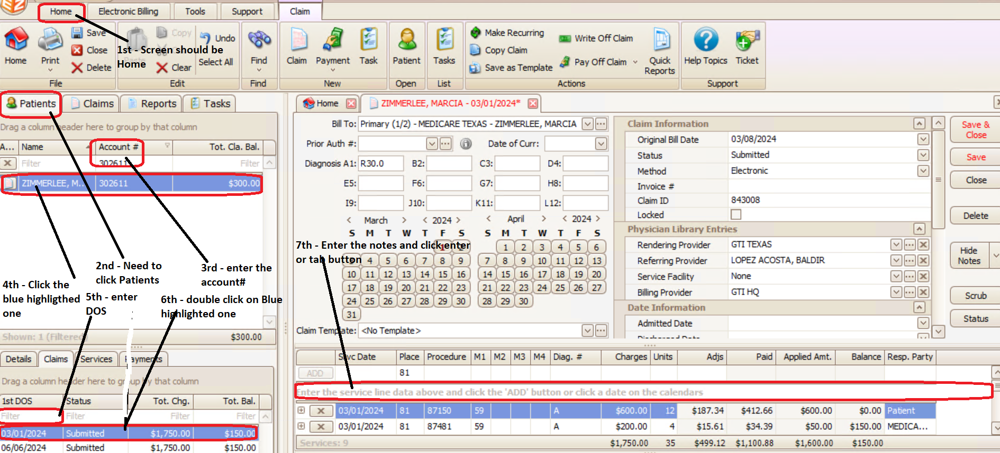 Home Electronic Billing Tools Support Claim
Home Print Save Close Delete
File
Copy Undo
Clear Select All
Edit
Find
Find
Claim Payment Task
New
Patient
Open
Tasks
List
Make Recurring
Copy Claim
Save as Template
Write Off Claim
Pay Off Claim
Quick
Reports
Actions
Help Topics Ticket
Support
1st - Screen should be
Home
Patients Claims Reports Tasks
Drag a column header here to group by that column
A... Name Account # Tot. Cla. Bal.
Filter 302611 Filter
ZIMMERLEE, M... 302611 $300.00
2nd - Need to
click Patients
3rd - enter the
account#
4th - Click the
blue highligthed
one
5th - enter
DOS
6th - double click on Blue
highlighted one
Shown: 1 (Filtered) $300.00
Details Claims Services Payments
Drag a column header here to group by that column
1st DOS Status Tot. Chg. Tot. Bal.
Filter Filter Filter Filter
03/01/2024 Submitted $1,750.00 $150.00
06/06/2024 Submitted $1,750.00 $150.00
Home ZIMMERLEE, MARCIA - 03/01/2024*
Bill To: Primary (1/2) - MEDICARE TEXAS - ZIMMERLEE, MARCIA
Prior Auth #: Date of Curr:
Diagnosis A1: R30.0 B2: C3: D4:
E5: F6: G7: H8:
I9: J10: K11: L12:
< March > < 2024 >
S M T W T F S
1 2
3 4 5 6 7 8 9
10 11 12 13 14 15 16
17 18 19 20 21 22 23
24 25 26 27 28 29 30
31
< April > < 2024 >
S M T W T F S
1 2 3 4 5 6
7 8 9 10 11 12 13
14 15 16 17 18 19 20
21 22 23 24 25 26 27
28 29 30
7th - Enter the notes and click enter
or tab button
Claim Template: <No Template>
Claim Information
Original Bill Date 03/08/2024
Status Submitted
Method Electronic
Invoice #
Claim ID 843008
Locked
Physician Library Entries
Rendering Provider GTI TEXAS
Referring Provider LOPEZ ACOSTA, BALDIR
Service Facility None
Billing Provider GTI HQ
Date Information
Admitted Date
Save &
Close
Save
Close
Delete
Hide
Notes
Scrub
Status
Srvc Date Place Procedure M1 M2 M3 M4 Diag. # Charges Units Adjs Paid Applied Amt. Balance Resp. Party
ADD 81
Enter the service line data above and click the 'ADD' button or click a date on the calendars
03/01/2024 81 87150 59 A $600.00 12 $187.34 $412.66 $600.00 $0.00 Patient
03/01/2024 81 87481 59 A $200.00 4 $15.61 $34.39 $50.00 $150.00 MEDICA...
Services: 9 $1,750.00 35 $499.12 $1,100.88 $1,600.00 $150.00